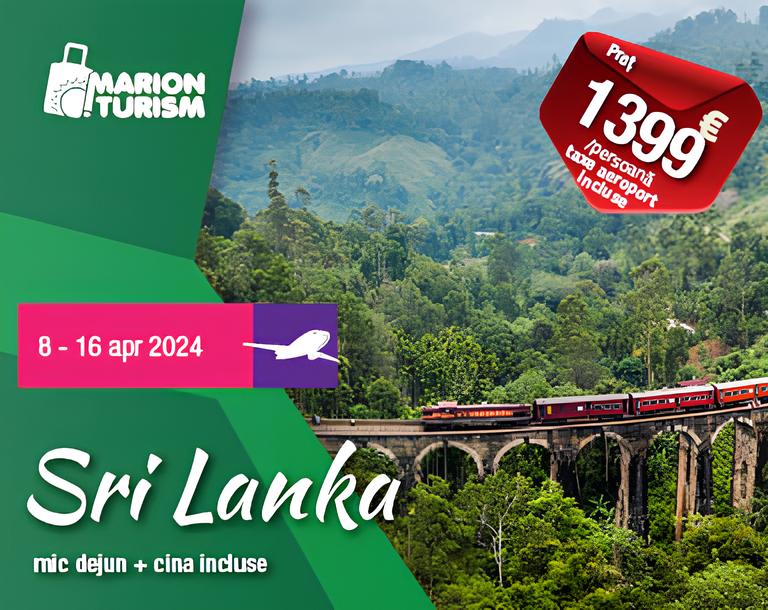 MARION
TURISM
Preț
1399€
/persoană
taxe aeroport
incluse
8 - 16 apr 2024
Sri Lanka
mic dejun + cina incluse